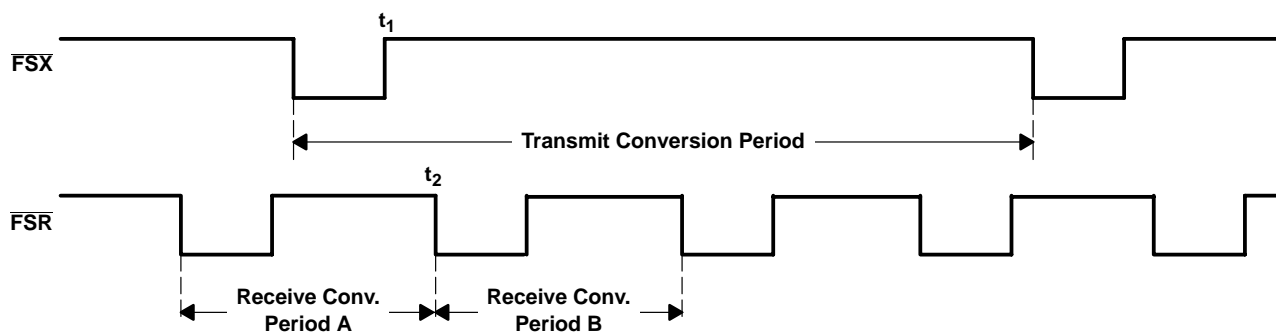 t1
FSX
Transmit Conversion Period
t2
FSR
Receive Conv.
Period A
Receive Conv.
Period B